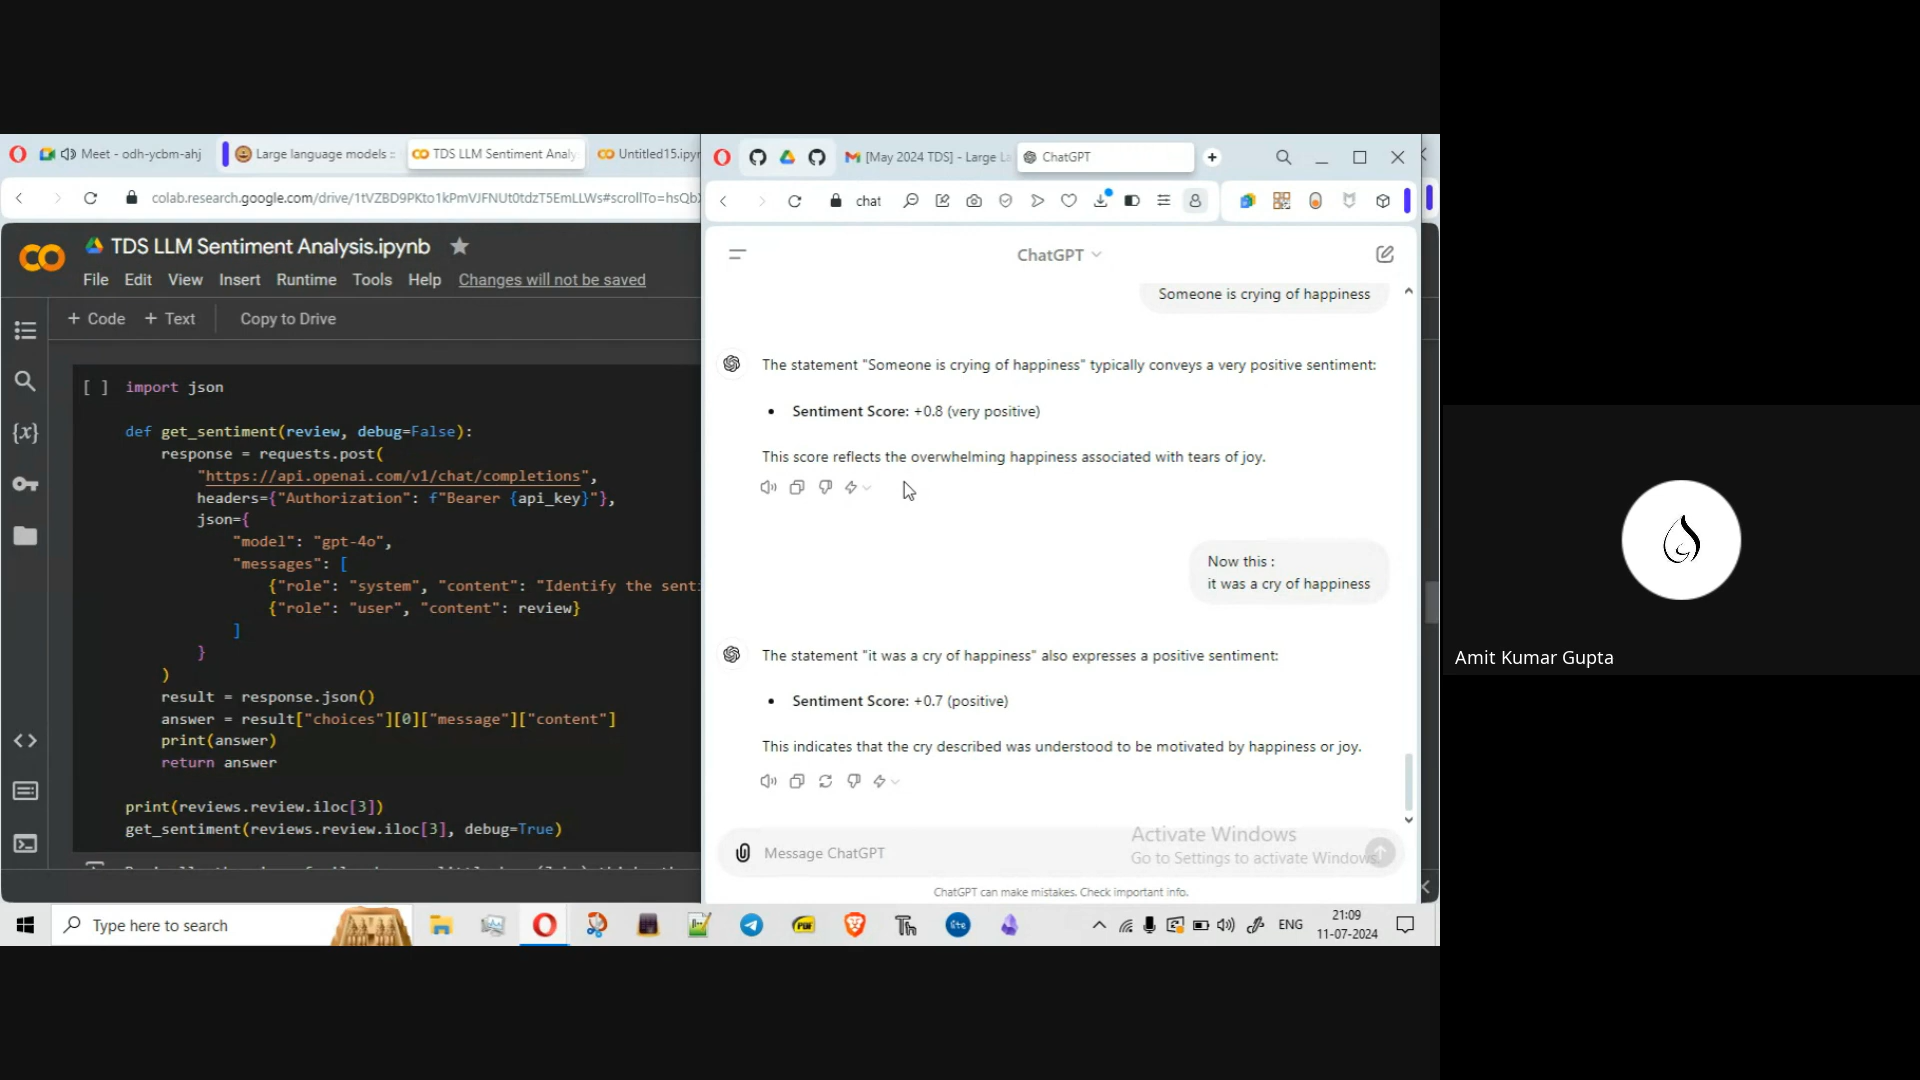 Meet - odh-ycbm-ahj
Large language models ::
TDS LLM Sentiment Analy
Untitled15.ipyn
colab.research.google.com/drive/1tVZBD9PKto1kPmVJFNUt0tdzT5EmLLWs#scrollTo=hsQb
TDS LLM Sentiment Analysis.ipynb
File Edit View Insert Runtime Tools Help Changes will not be saved
+ Code + Text Copy to Drive
[ ] import json
def get_sentiment(review, debug=False):
response = requests.post(
"https://api.openai.com/v1/chat/completions",
headers={"Authorization": f"Bearer {api_key}"},
json={
"model": "gpt-4o",
"messages": [
{"role": "system", "content": "Identify the senti
{"role": "user", "content": review}
]
}
)
result = response.json()
answer = result["choices"][0]["message"]["content"]
print(answer)
return answer
print(reviews.review.iloc[3])
get_sentiment(reviews.review.iloc[3], debug=True)
[May 2024 TDS] - Large L
ChatGPT
chat
ChatGPT
Someone is crying of happiness
The statement "Someone is crying of happiness" typically conveys a very positive sentiment:
• Sentiment Score: +0.8 (very positive)
This score reflects the overwhelming happiness associated with tears of joy.
Now this :
it was a cry of happiness
The statement "it was a cry of happiness" also expresses a positive sentiment:
• Sentiment Score: +0.7 (positive)
This indicates that the cry described was understood to be motivated by happiness or joy.
Message ChatGPT
Activate Windows
Go to Settings to activate Windows.
ChatGPT can make mistakes. Check important info.
Type here to search
ENG
21:09
11-07-2024
Amit Kumar Gupta